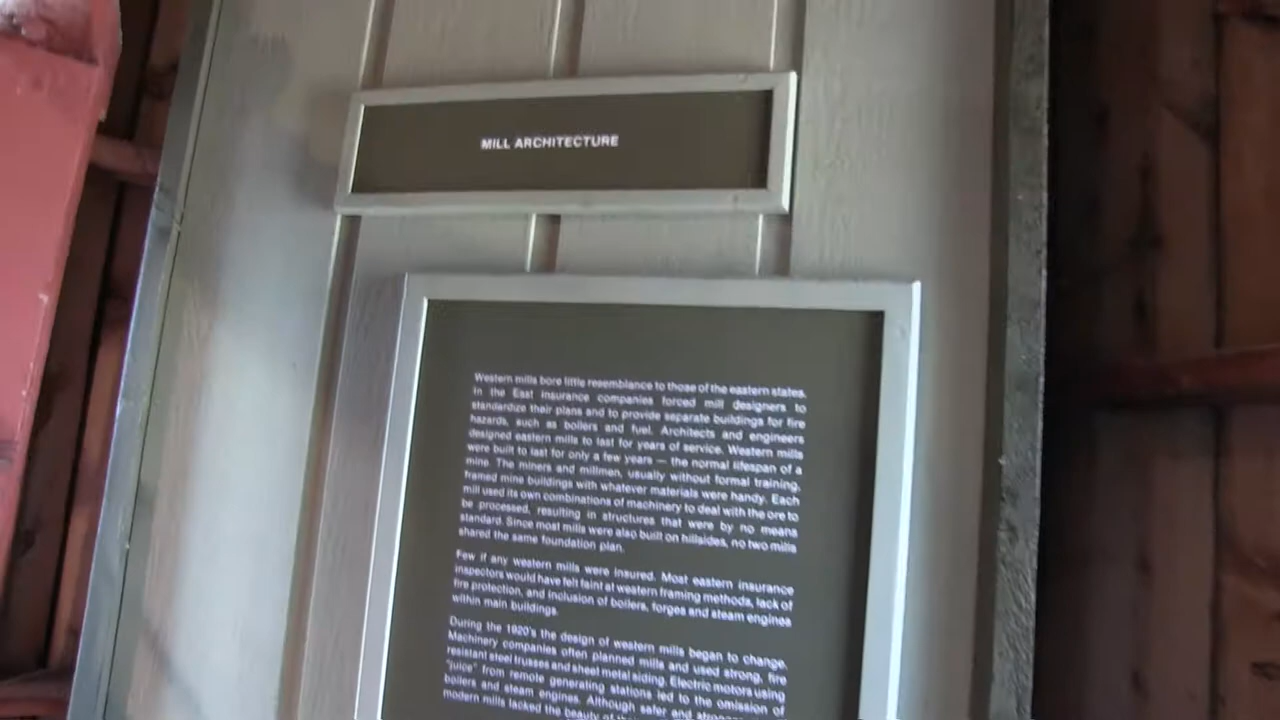 MILL ARCHITECTURE
Western mills bore little resemblance to those of the eastern states.
In the East insurance companies forced mill designers to
standardize their plans and to provide separate buildings for fire
hazards, such as boilers and fuel. Architects and engineers
designed eastern mills to last for years of service. Western mills
were built to last for only a few years — the normal lifespan of a
mine. The miners and millmen, usually without formal training,
framed mine buildings with whatever materials were handy. Each
mill used its own combinations of machinery to deal with the ore to
be processed, resulting in structures that were by no means
standard. Since most mills were also built on hillsides, no two mills
shared the same foundation plan.
Few if any western mills were insured. Most eastern insurance
inspectors would have felt faint at western framing methods, lack of
fire protection, and inclusion of boilers, forges and steam engines
within main buildings.
During the 1920's the design of western mills began to change.
Machinery companies often planned mills and used strong, fire
resistant steel trusses and sheet metal siding. Electric motors using
"juice" from remote generating stations led to the omission of
boilers and steam engines. Although safer and stronger,
modern mills lacked the beauty of